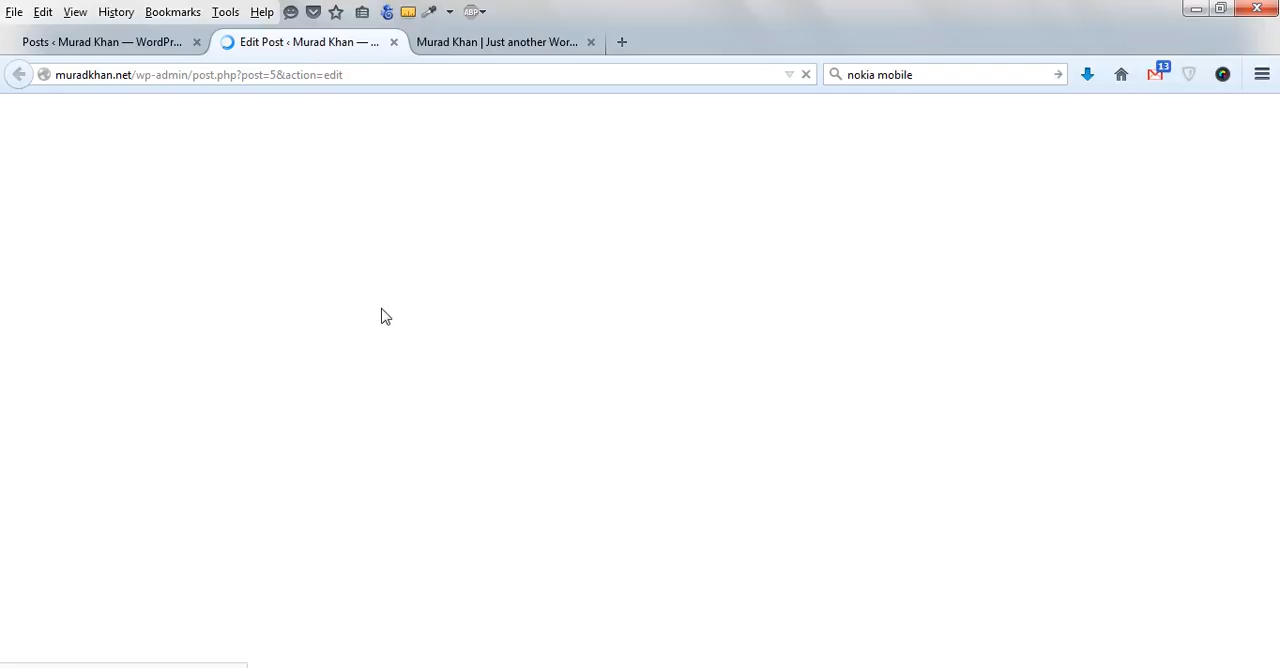 File Edit View History Bookmarks Tools Help ABP
Posts ‹ Murad Khan — WordPr... Edit Post ‹ Murad Khan — ... Murad Khan | Just another Wor...
muradkhan.net/wp-admin/post.php?post=5&action=edit nokia mobile 13